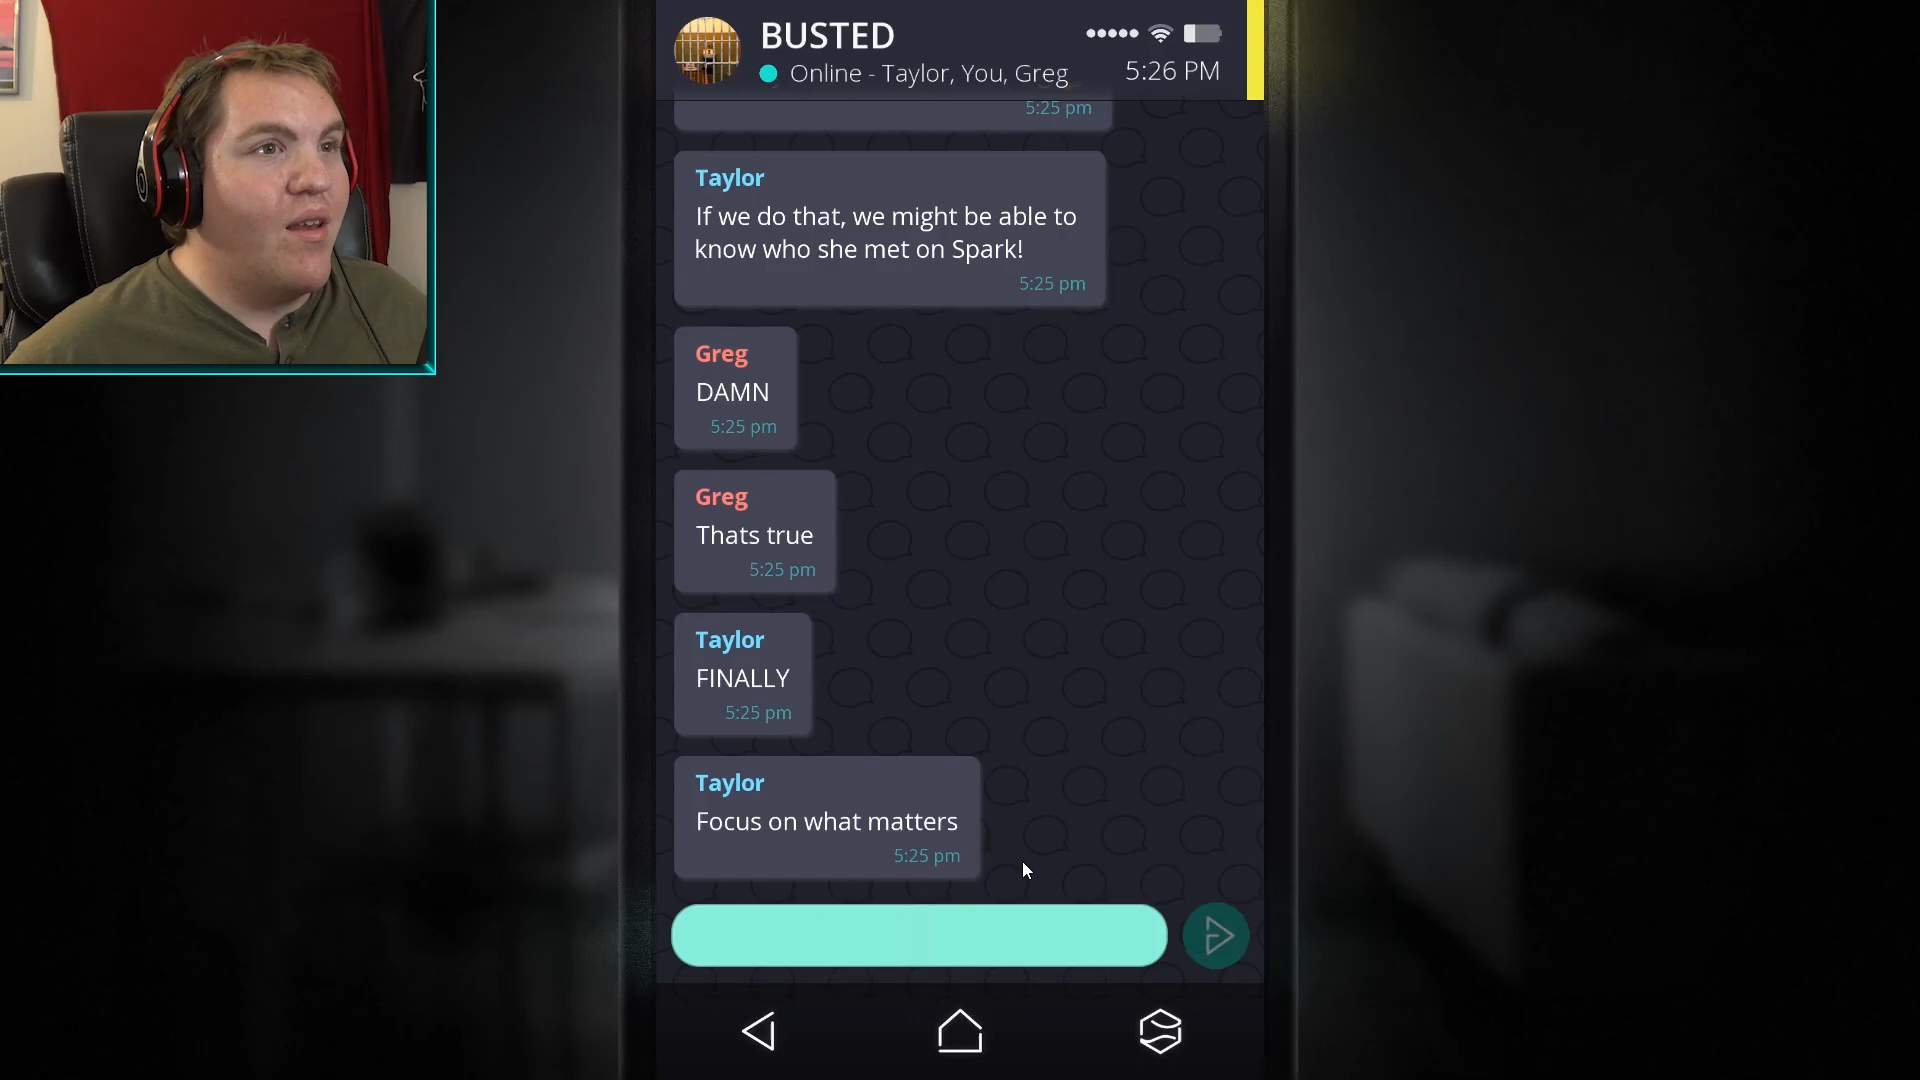 BUSTED
Online - Taylor, You, Greg
5:26 PM
5:25 pm
Taylor
If we do that, we might be able to
know who she met on Spark!
5:25 pm
Greg
DAMN
5:25 pm
Greg
Thats true
5:25 pm
Taylor
FINALLY
5:25 pm
Taylor
Focus on what matters
5:25 pm